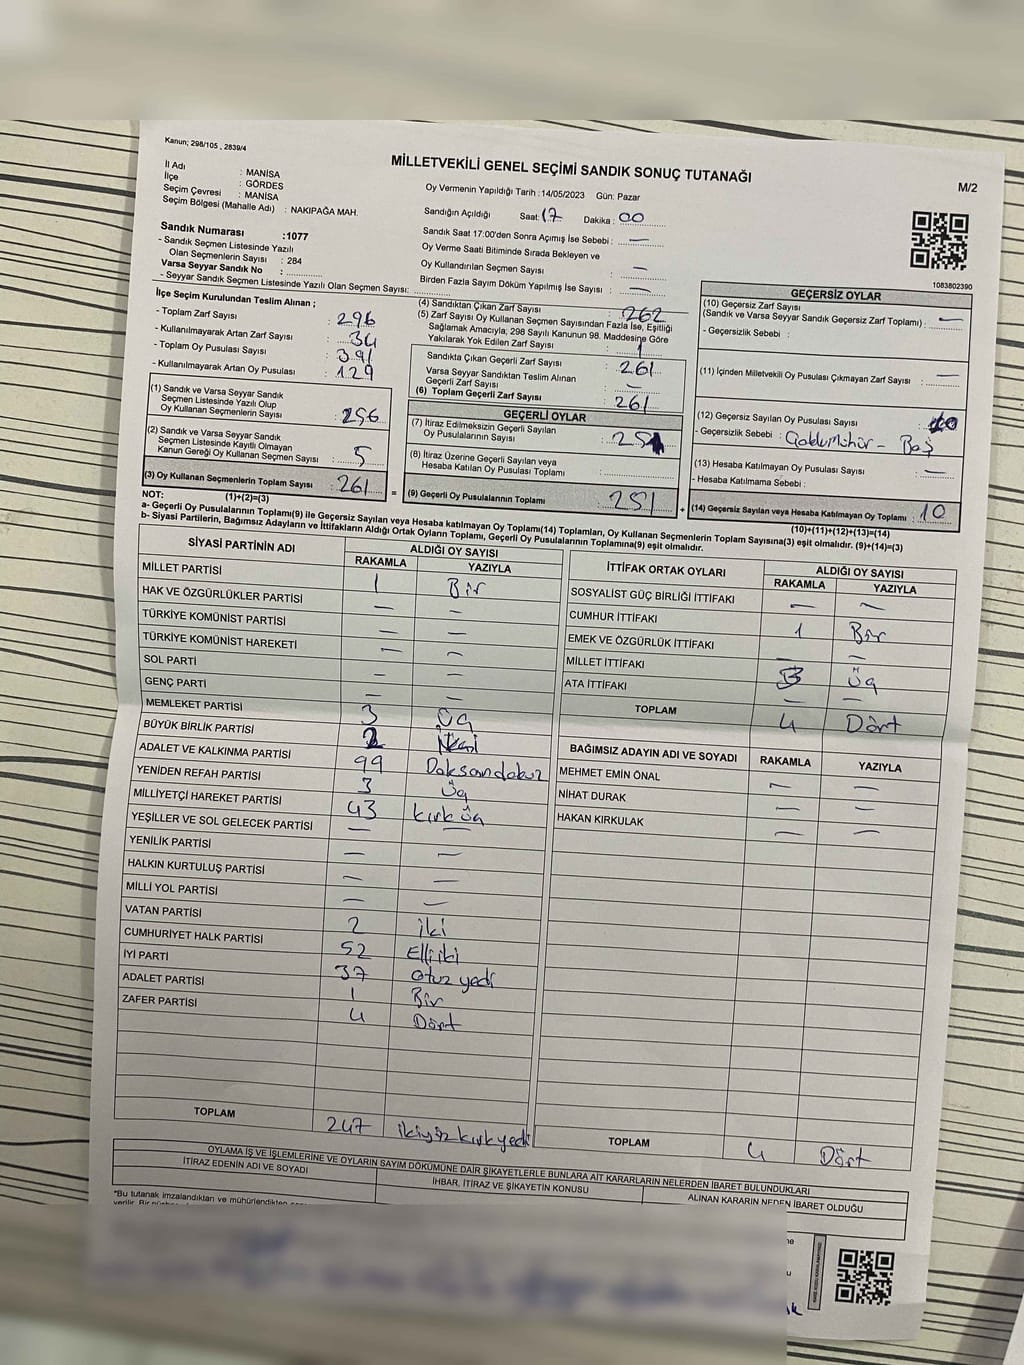 Kanun; 298/105 , 2839/4
MİLLETVEKİLİ GENEL SEÇİMİ SANDIK SONUÇ TUTANAĞI
M/2
İl Adı : MANİSA
İlçe : GÖRDES
Seçim Çevresi : MANİSA
Seçim Bölgesi (Mahalle Adı) : NAKIPAĞA MAH.
Sandık Numarası :1077
- Sandık Seçmen Listesinde Yazılı
Olan Seçmenlerin Sayısı : 284
Varsa Seyyar Sandık No :
- Seyyar Sandık Seçmen Listesinde Yazılı Olan Seçmen Sayısı:
Oy Vermenin Yapıldığı Tarih :14/05/2023 Gün: Pazar
Sandığın Açıldığı Saat: 17 Dakika : 00
Sandık Saat 17:00'den Sonra Açımış İse Sebebi : —
Oy Verme Saati Bitiminde Sırada Bekleyen ve
Oy Kullandırılan Seçmen Sayısı : —
Birden Fazla Sayım Döküm Yapılmış İse Sayısı : —
1083802390
İlçe Seçim Kurulundan Teslim Alınan ;
- Toplam Zarf Sayısı : 296
- Kullanılmayarak Artan Zarf Sayısı : 34
- Toplam Oy Pusulası Sayısı : 391
- Kullanılmayarak Artan Oy Pusulası : 129
(1) Sandık ve Varsa Seyyar Sandık
Seçmen Listesinde Yazılı Olup
Oy Kullanan Seçmenlerin Sayısı : 256
(2) Sandık ve Varsa Seyyar Sandık
Seçmen Listesinde Kayıtlı Olmayan
Kanun Gereği Oy Kullanan Seçmen Sayısı : 5
(3) Oy Kullanan Seçmenlerin Toplam Sayısı : 261
(4) Sandıktan Çıkan Zarf Sayısı : 262
(5) Zarf Sayısı Oy Kullanan Seçmen Sayısından Fazla İse, Eşitliği
Sağlamak Amacıyla; 298 Sayılı Kanunun 98. Maddesine Göre
Yakılarak Yok Edilen Zarf Sayısı : 1
Sandıkta Çıkan Geçerli Zarf Sayısı : 261
Varsa Seyyar Sandıktan Teslim Alınan
Geçerli Zarf Sayısı : —
(6) Toplam Geçerli Zarf Sayısı : 261
GEÇERLİ OYLAR
(7) İtiraz Edilmeksizin Geçerli Sayılan
Oy Pusulalarının Sayısı : 251
(8) İtiraz Üzerine Geçerli Sayılan veya
Hesaba Katılan Oy Pusulası Toplamı :
= (9) Geçerli Oy Pusulalarının Toplamı : 251
GEÇERSİZ OYLAR
(10) Geçersiz Zarf Sayısı
(Sandık ve Varsa Seyyar Sandık Geçersiz Zarf Toplamı) : —
- Geçersizlik Sebebi :
(11) İçinden Milletvekili Oy Pusulası Çıkmayan Zarf Sayısı : —
(12) Geçersiz Sayılan Oy Pusulası Sayısı : 10
- Geçersizlik Sebebi : - Boş
(13) Hesaba Katılmayan Oy Pusulası Sayısı : —
- Hesaba Katılmama Sebebi :
+ (14) Geçersiz Sayılan veya Hesaba Katılmayan Oy Toplamı : 10
NOT: (1)+(2)=(3)
(10)+(11)+(12)+(13)=(14)
a- Geçerli Oy Pusulalarının Toplamı(9) ile Geçersiz Sayılan veya Hesaba katılmayan Oy Toplamı(14) Toplamları, Oy Kullanan Seçmenlerin Toplam Sayısına(3) eşit olmalıdır. (9)+(14)=(3)
b- Siyasi Partilerin, Bağımsız Adayların ve İttifakların Aldığı Ortak Oyların Toplamı, Geçerli Oy Pusulalarının Toplamına(9) eşit olmalıdır.
SİYASİ PARTİNİN ADI ALDIĞI OY SAYISI
RAKAMLA YAZIYLA
MİLLET PARTİSİ 1 Bir
HAK VE ÖZGÜRLÜKLER PARTİSİ — —
TÜRKİYE KOMÜNİST PARTİSİ — —
TÜRKİYE KOMÜNİST HAREKETİ — —
SOL PARTİ — —
GENÇ PARTİ — —
MEMLEKET PARTİSİ 3 Üç
BÜYÜK BİRLİK PARTİSİ 2 İki
ADALET VE KALKINMA PARTİSİ 99 Doksandokuz
YENİDEN REFAH PARTİSİ 3 Üç
MİLLİYETÇİ HAREKET PARTİSİ 43 kırk üç
YEŞİLLER VE SOL GELECEK PARTİSİ — —
YENİLİK PARTİSİ — —
HALKIN KURTULUŞ PARTİSİ — —
MİLLİ YOL PARTİSİ — —
VATAN PARTİSİ 2 iki
CUMHURİYET HALK PARTİSİ 52 Elliiki
İYİ PARTİ 37 otuz yedi
ADALET PARTİSİ 1 Bir
ZAFER PARTİSİ 4 Dört
TOPLAM 247 ikiyüz kırk yedi
İTTİFAK ORTAK OYLARI ALDIĞI OY SAYISI
RAKAMLA YAZIYLA
SOSYALİST GÜÇ BİRLİĞİ İTTİFAKI — —
CUMHUR İTTİFAKI 1 Bir
EMEK VE ÖZGÜRLÜK İTTİFAKI — —
MİLLET İTTİFAKI 3 Üç
ATA İTTİFAKI — —
TOPLAM 4 Dört
BAĞIMSIZ ADAYIN ADI VE SOYADI RAKAMLA YAZIYLA
MEHMET EMİN ÖNAL — —
NİHAT DURAK — —
HAKAN KIRKULAK — —
TOPLAM 4 Dört
OYLAMA İŞ VE İŞLEMLERİNE VE OYLARIN SAYIM DÖKÜMÜNE DAİR ŞİKAYETLERLE BUNLARA AİT KARARLARIN NELERDEN İBARET BULUNDUKLARI
İTİRAZ EDENİN ADI VE SOYADI İHBAR, İTİRAZ VE ŞİKAYETİN KONUSU ALINAN KARARIN NEDEN İBARET OLDUĞU
*Bu tutanak imzalandıktan ve mühürlendikten